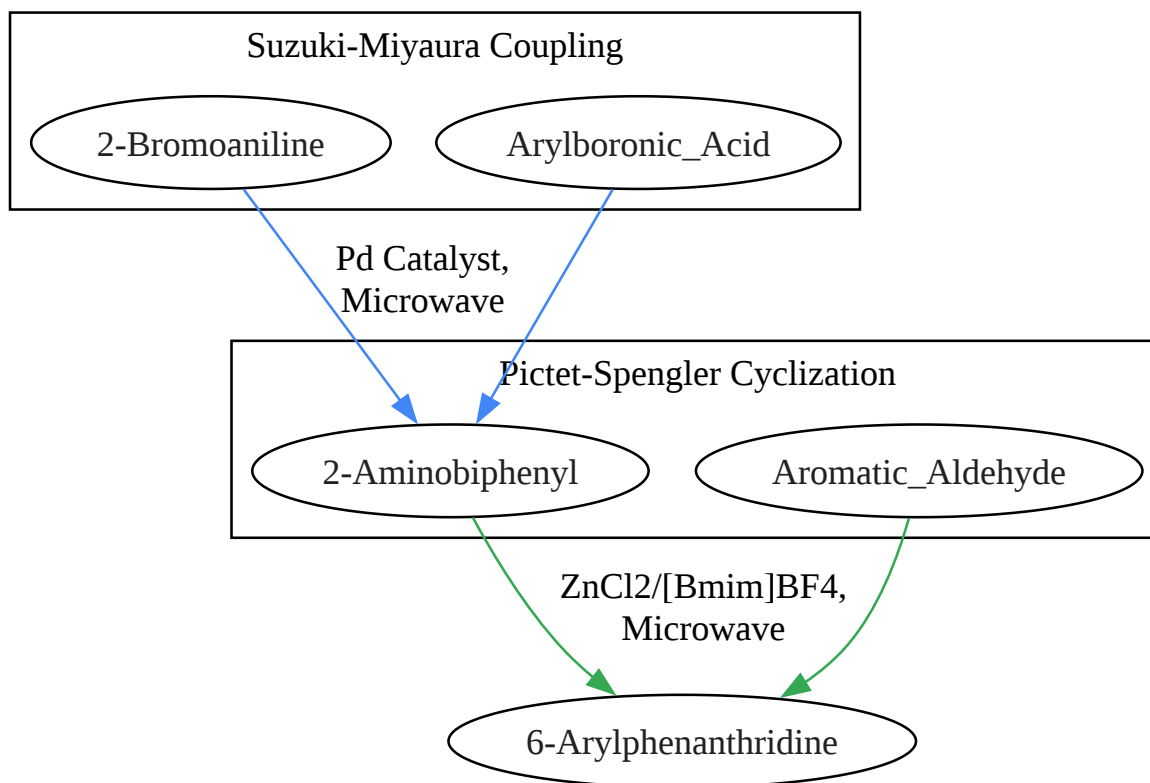 Suzuki-Miyaura Coupling
2-Bromoaniline
Arylboronic_Acid
Pd Catalyst,
Microwave
Pictet-Spengler Cyclization
2-Aminobiphenyl
Aromatic_Aldehyde
ZnCl2/[Bmim]BF4,
Microwave
6-Arylphenanthridine